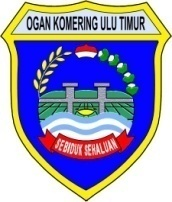 OGAN KOMERING ULU TIMUR
SEBIDUK SEHALUAN